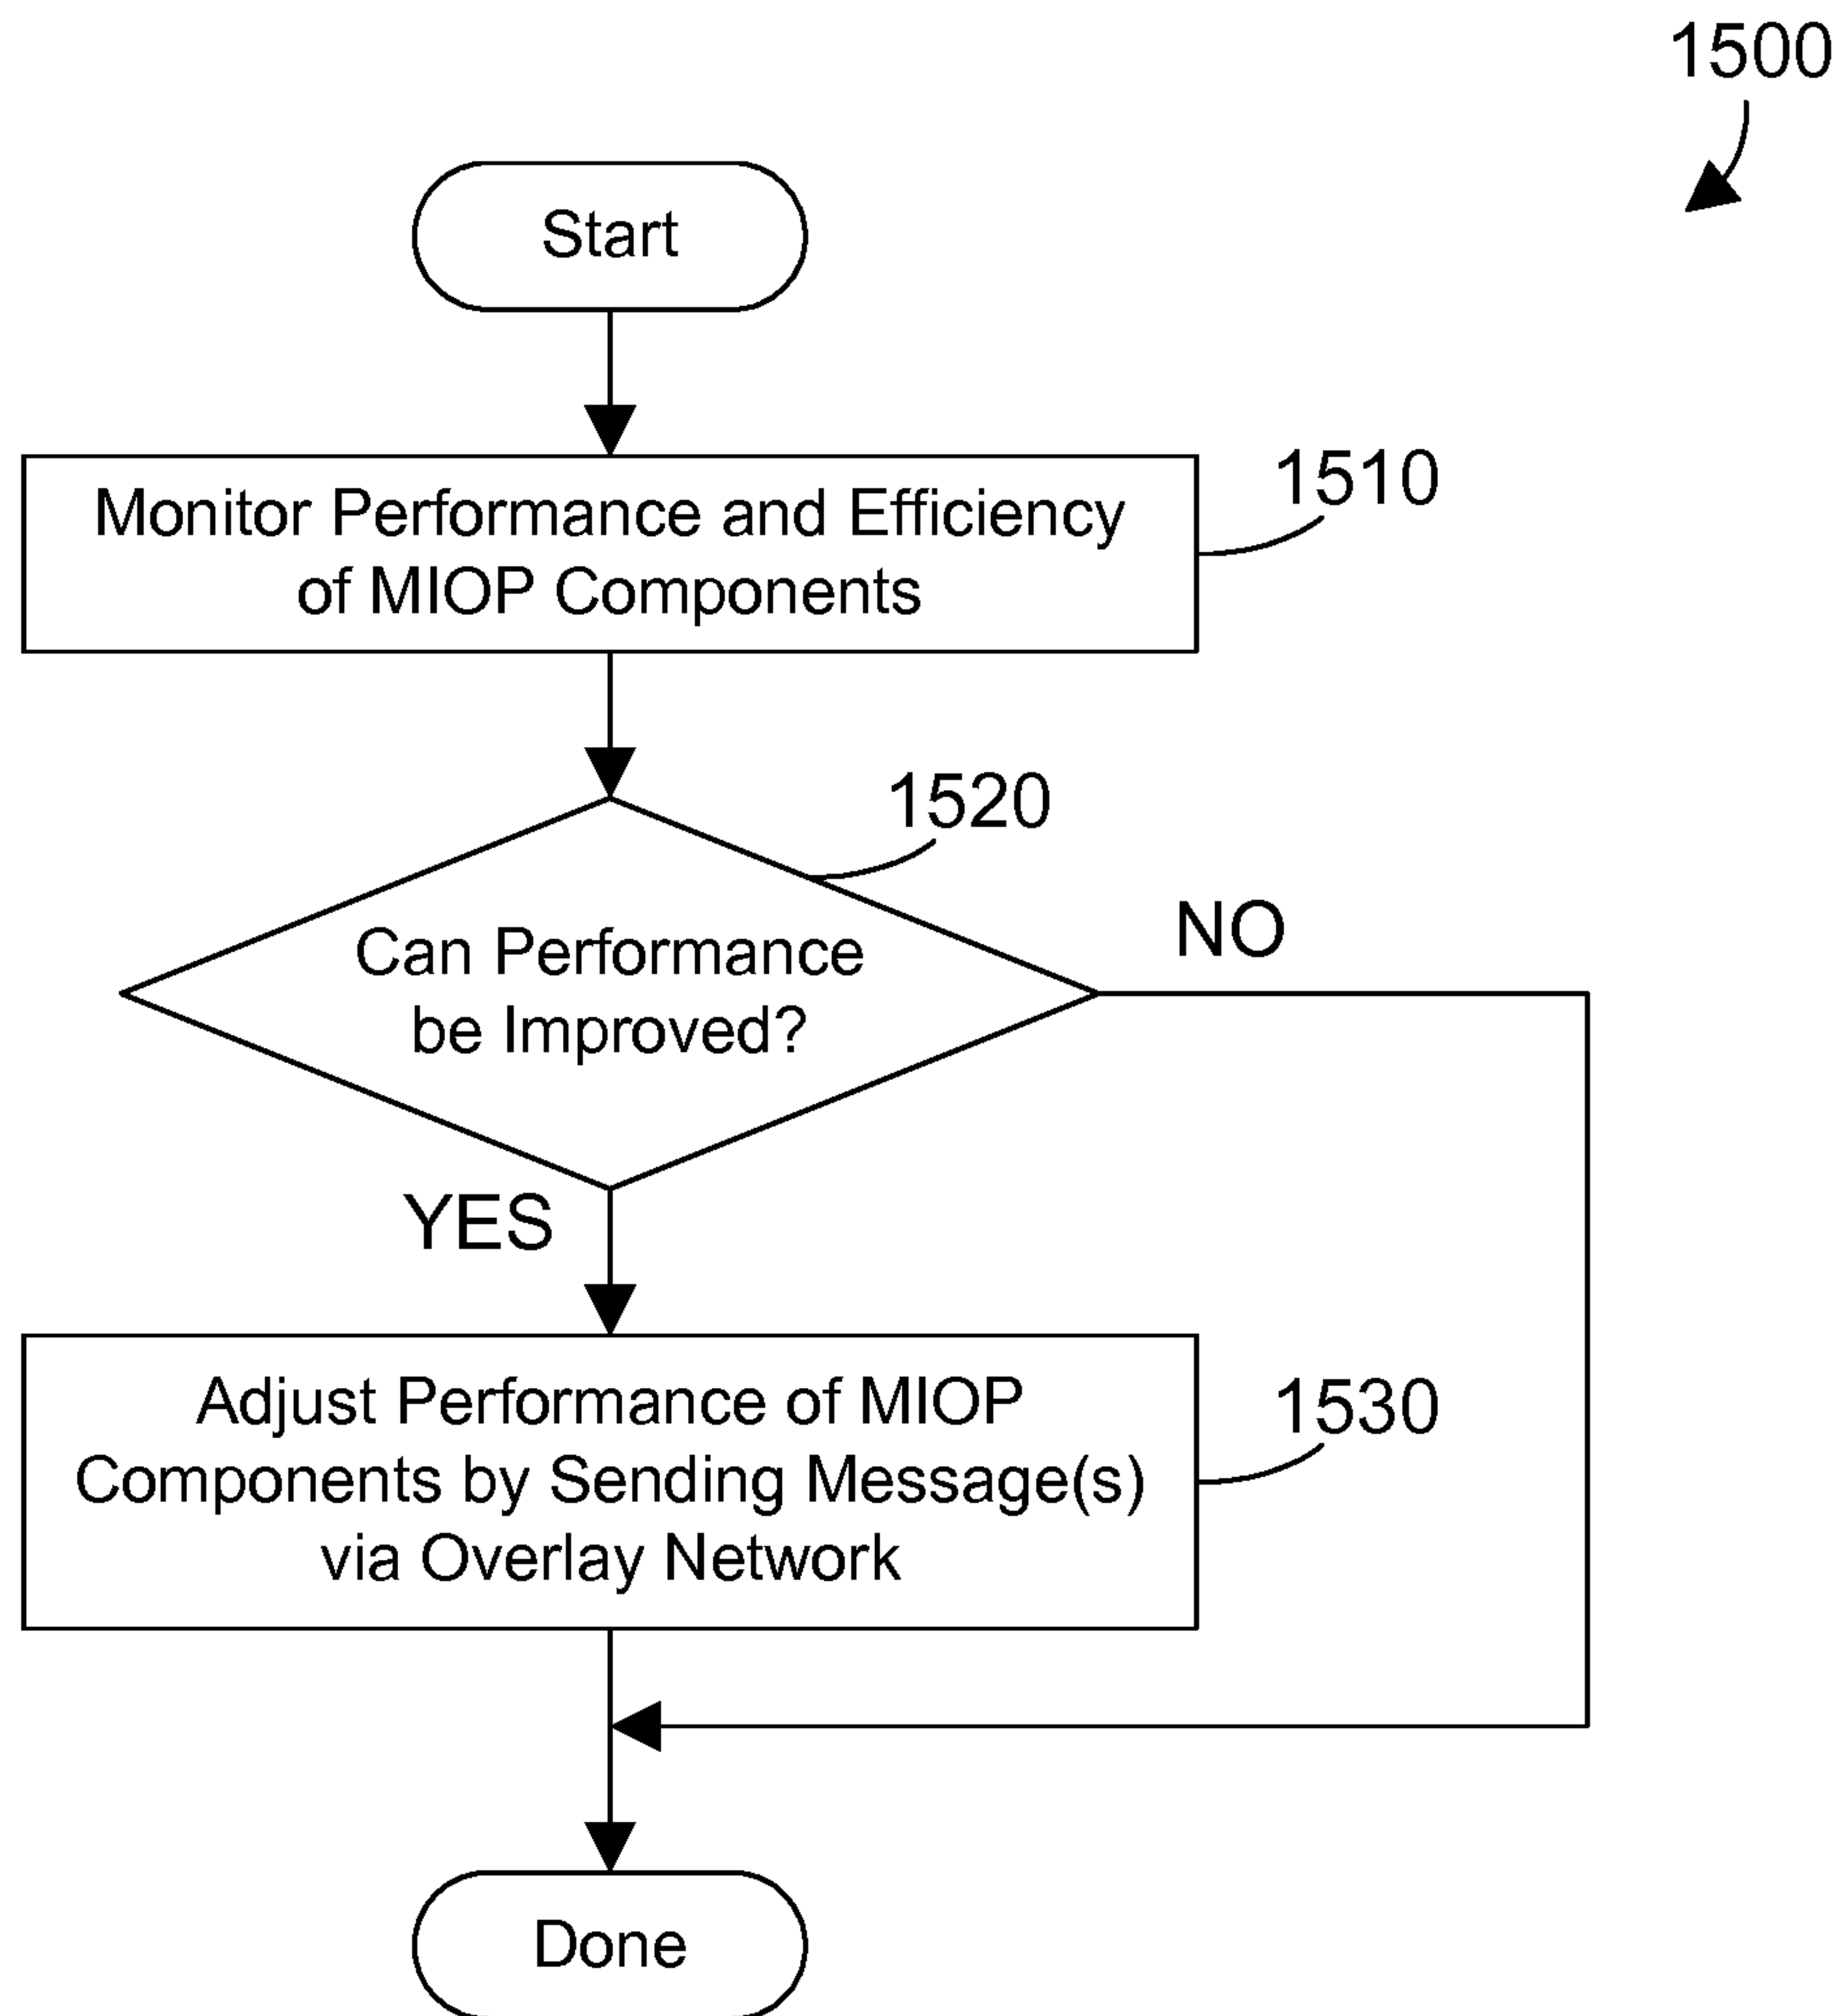 1500
Start
Monitor Performance and Efficiency
of MIOP Components
1510
1520
Can Performance
be Improved?
NO
YES
Adjust Performance of MIOP
Components by Sending Message(s)
via Overlay Network
1530
Done